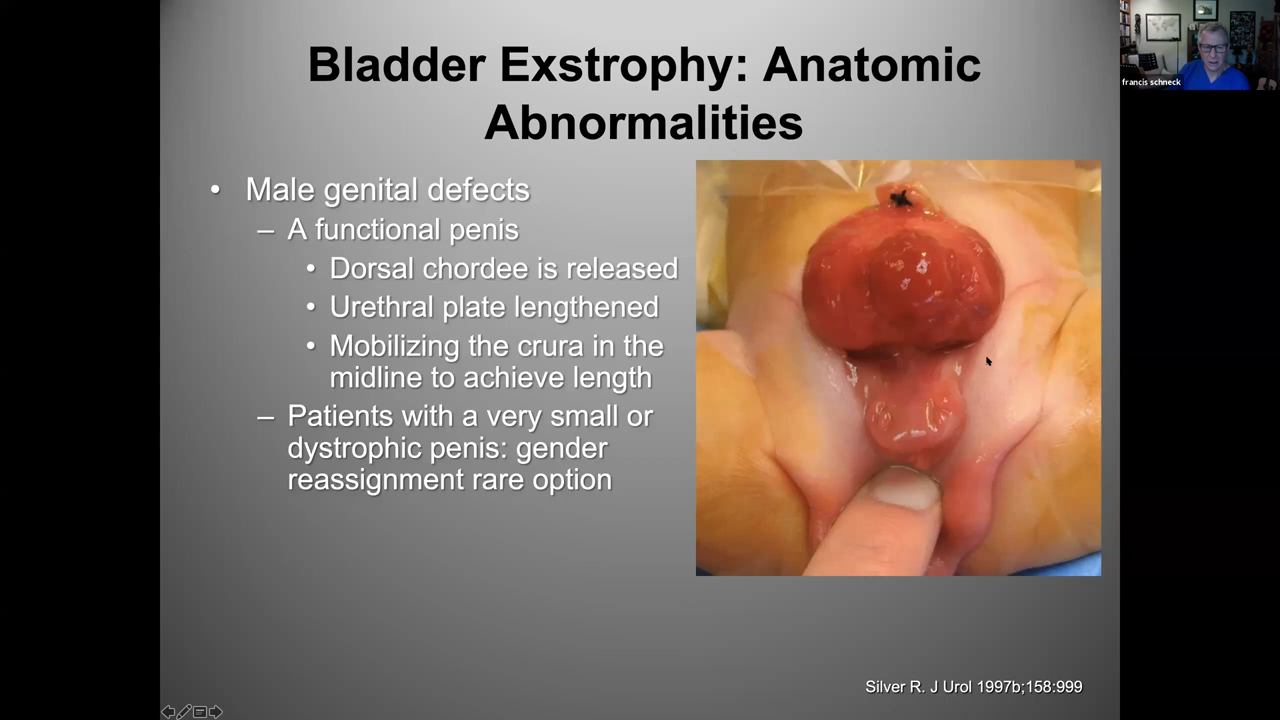 Bladder Exstrophy: Anatomic
Abnormalities
francis schneck
• Male genital defects
– A functional penis
• Dorsal chordee is released
• Urethral plate lengthened
• Mobilizing the crura in the
midline to achieve length
– Patients with a very small or
dystrophic penis: gender
reassignment rare option
Silver R. J Urol 1997b;158:999